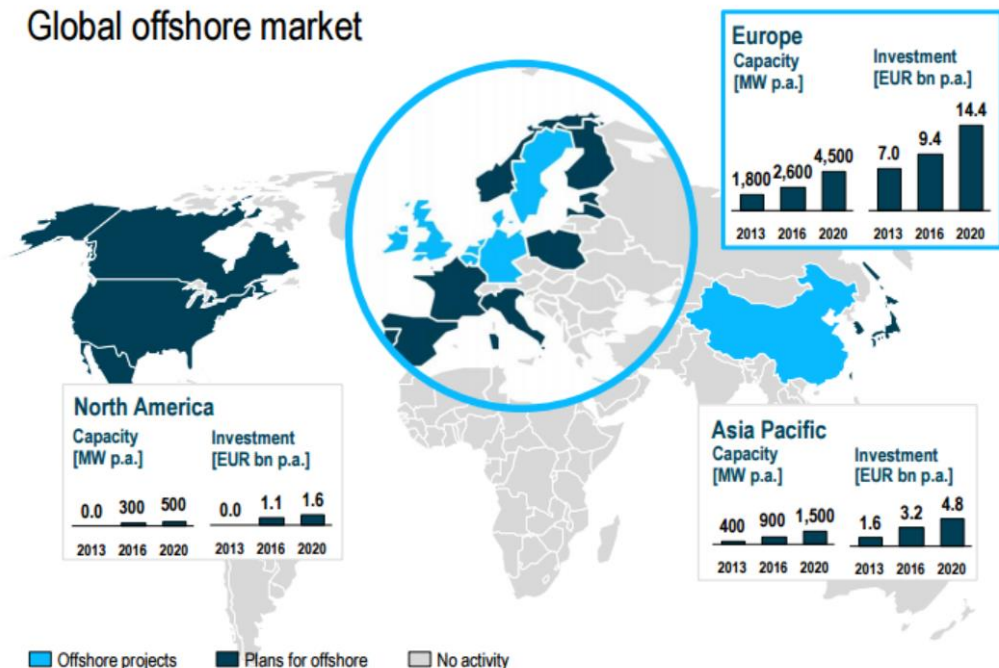 Global offshore market
Europe
Capacity
[MW p.a.]
Investment
[EUR bn p.a.]
1,800 2,600 4,500
7.0 9.4 14.4
2013 2016 2020
2013 2016 2020
North America
Capacity
[MW p.a.]
Investment
[EUR bn p.a.]
0.0 300 500
0.0 1.1 1.6
2013 2016 2020
2013 2016 2020
Asia Pacific
Capacity
[MW p.a.]
Investment
[EUR bn p.a.]
400 900 1,500
1.6 3.2 4.8
2013 2016 2020
2013 2016 2020
Offshore projects
Plans for offshore
No activity